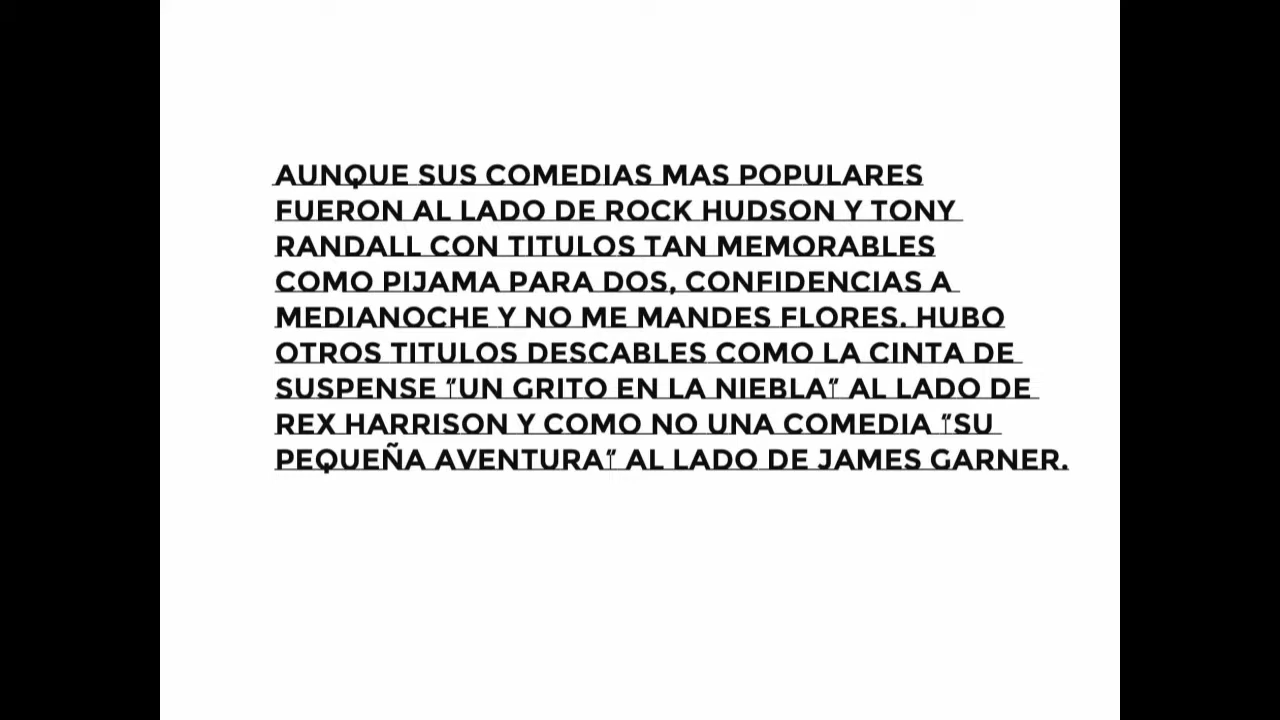 AUNQUE SUS COMEDIAS MAS POPULARES
FUERON AL LADO DE ROCK HUDSON Y TONY
RANDALL CON TITULOS TAN MEMORABLES
COMO PIJAMA PARA DOS, CONFIDENCIAS A
MEDIANOCHE Y NO ME MANDES FLORES. HUBO
OTROS TITULOS DESCABLES COMO LA CINTA DE
SUSPENSE "UN GRITO EN LA NIEBLA" AL LADO DE
REX HARRISON Y COMO NO UNA COMEDIA "SU
PEQUEÑA AVENTURA" AL LADO DE JAMES GARNER.